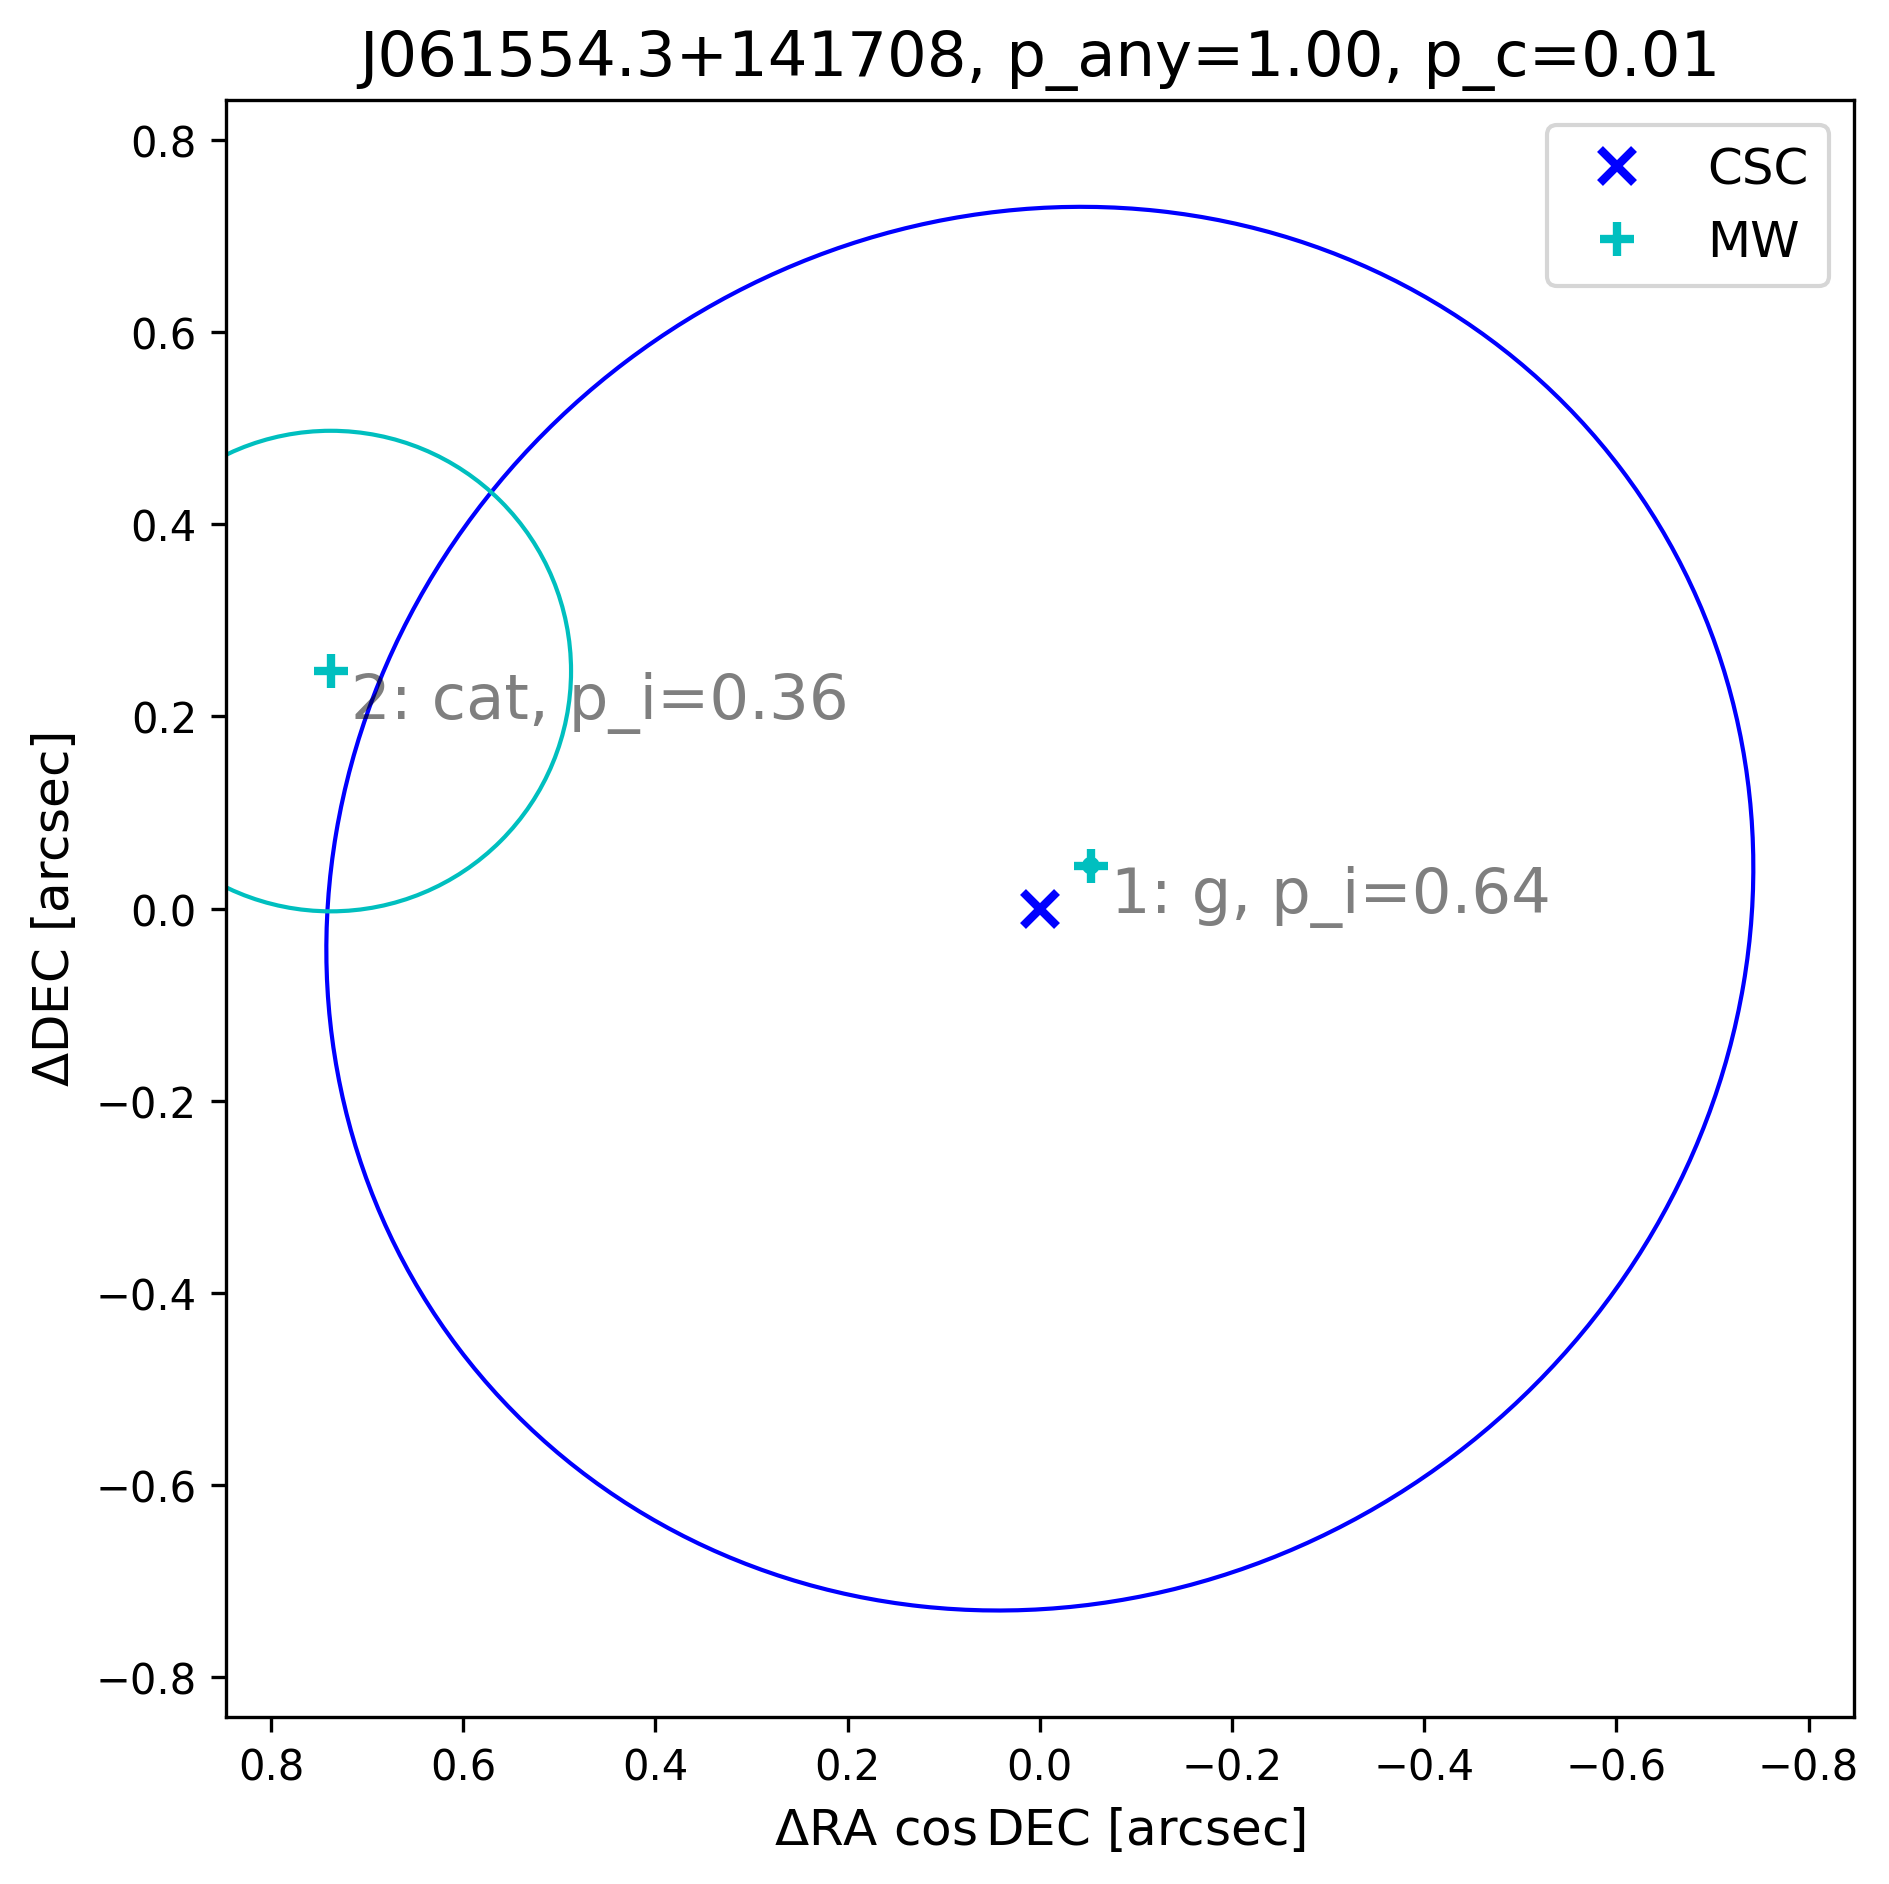 J061554.3+141708, p_any=1.00, p_c=0.01
CSC
MW
0.8
0.6
0.4
0.2
0.0
−0.2
−0.4
−0.6
−0.8
ΔDEC [arcsec]
2: cat, p_i=0.36
1: g, p_i=0.64
0.8 0.6 0.4 0.2 0.0 −0.2 −0.4 −0.6 −0.8
ΔRA cos DEC [arcsec]